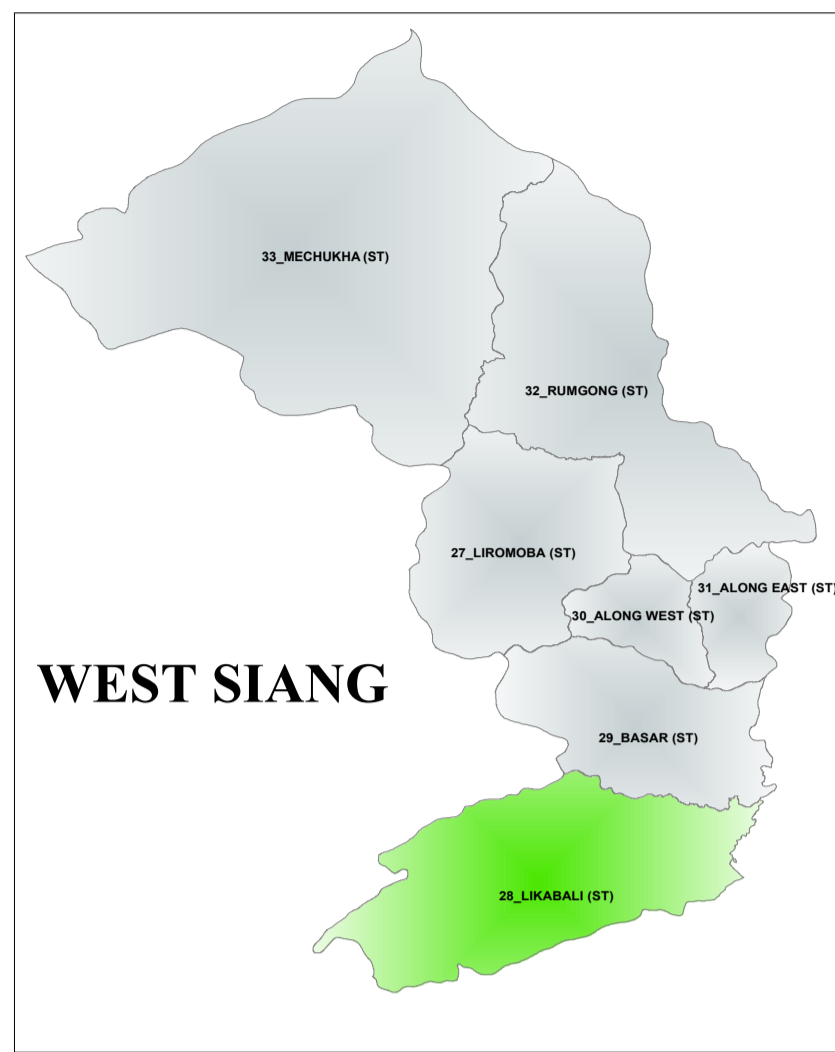 33_MECHUKHA (ST)
32_RUMGONG (ST)
27_LIROMOBA (ST)
31_ALONG EAST (ST)
30_ALONG WEST (ST)
WEST SIANG
29_BASAR (ST)
28_LIKABALI (ST)